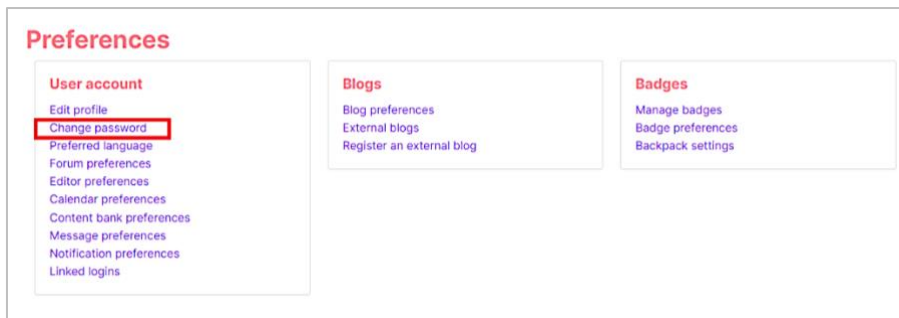 Preferences
User account
Edit profile
Change password
Preferred language
Forum preferences
Editor preferences
Calendar preferences
Content bank preferences
Message preferences
Notification preferences
Linked logins
Blogs
Blog preferences
External blogs
Register an external blog
Badges
Manage badges
Badge preferences
Backpack settings